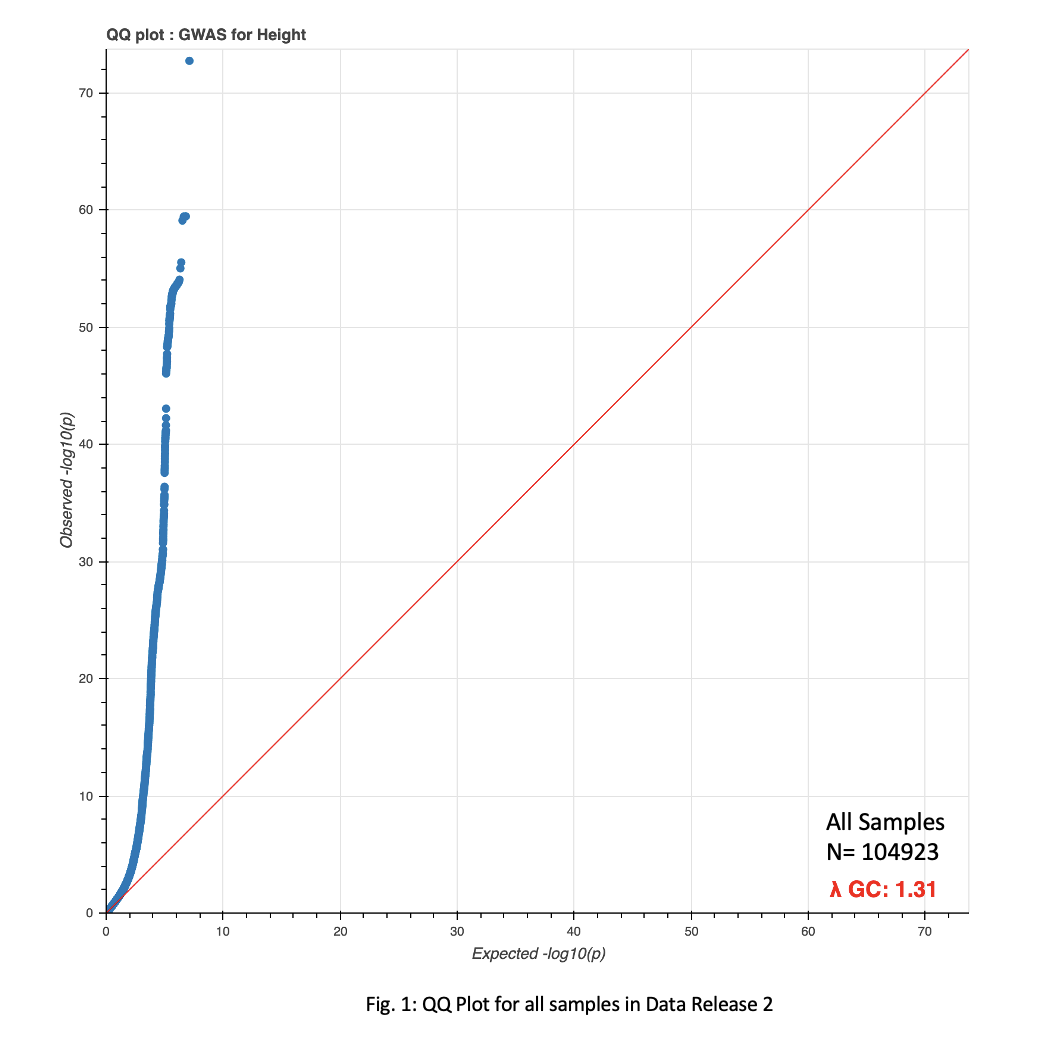 QQ plot : GWAS for Height
Observed -log10(p)
70
60
50
40
30
20
10
0
0 10 20 30 40 50 60 70
Expected -log10(p)
All Samples
N= 104923
λ GC: 1.31
Fig. 1: QQ Plot for all samples in Data Release 2